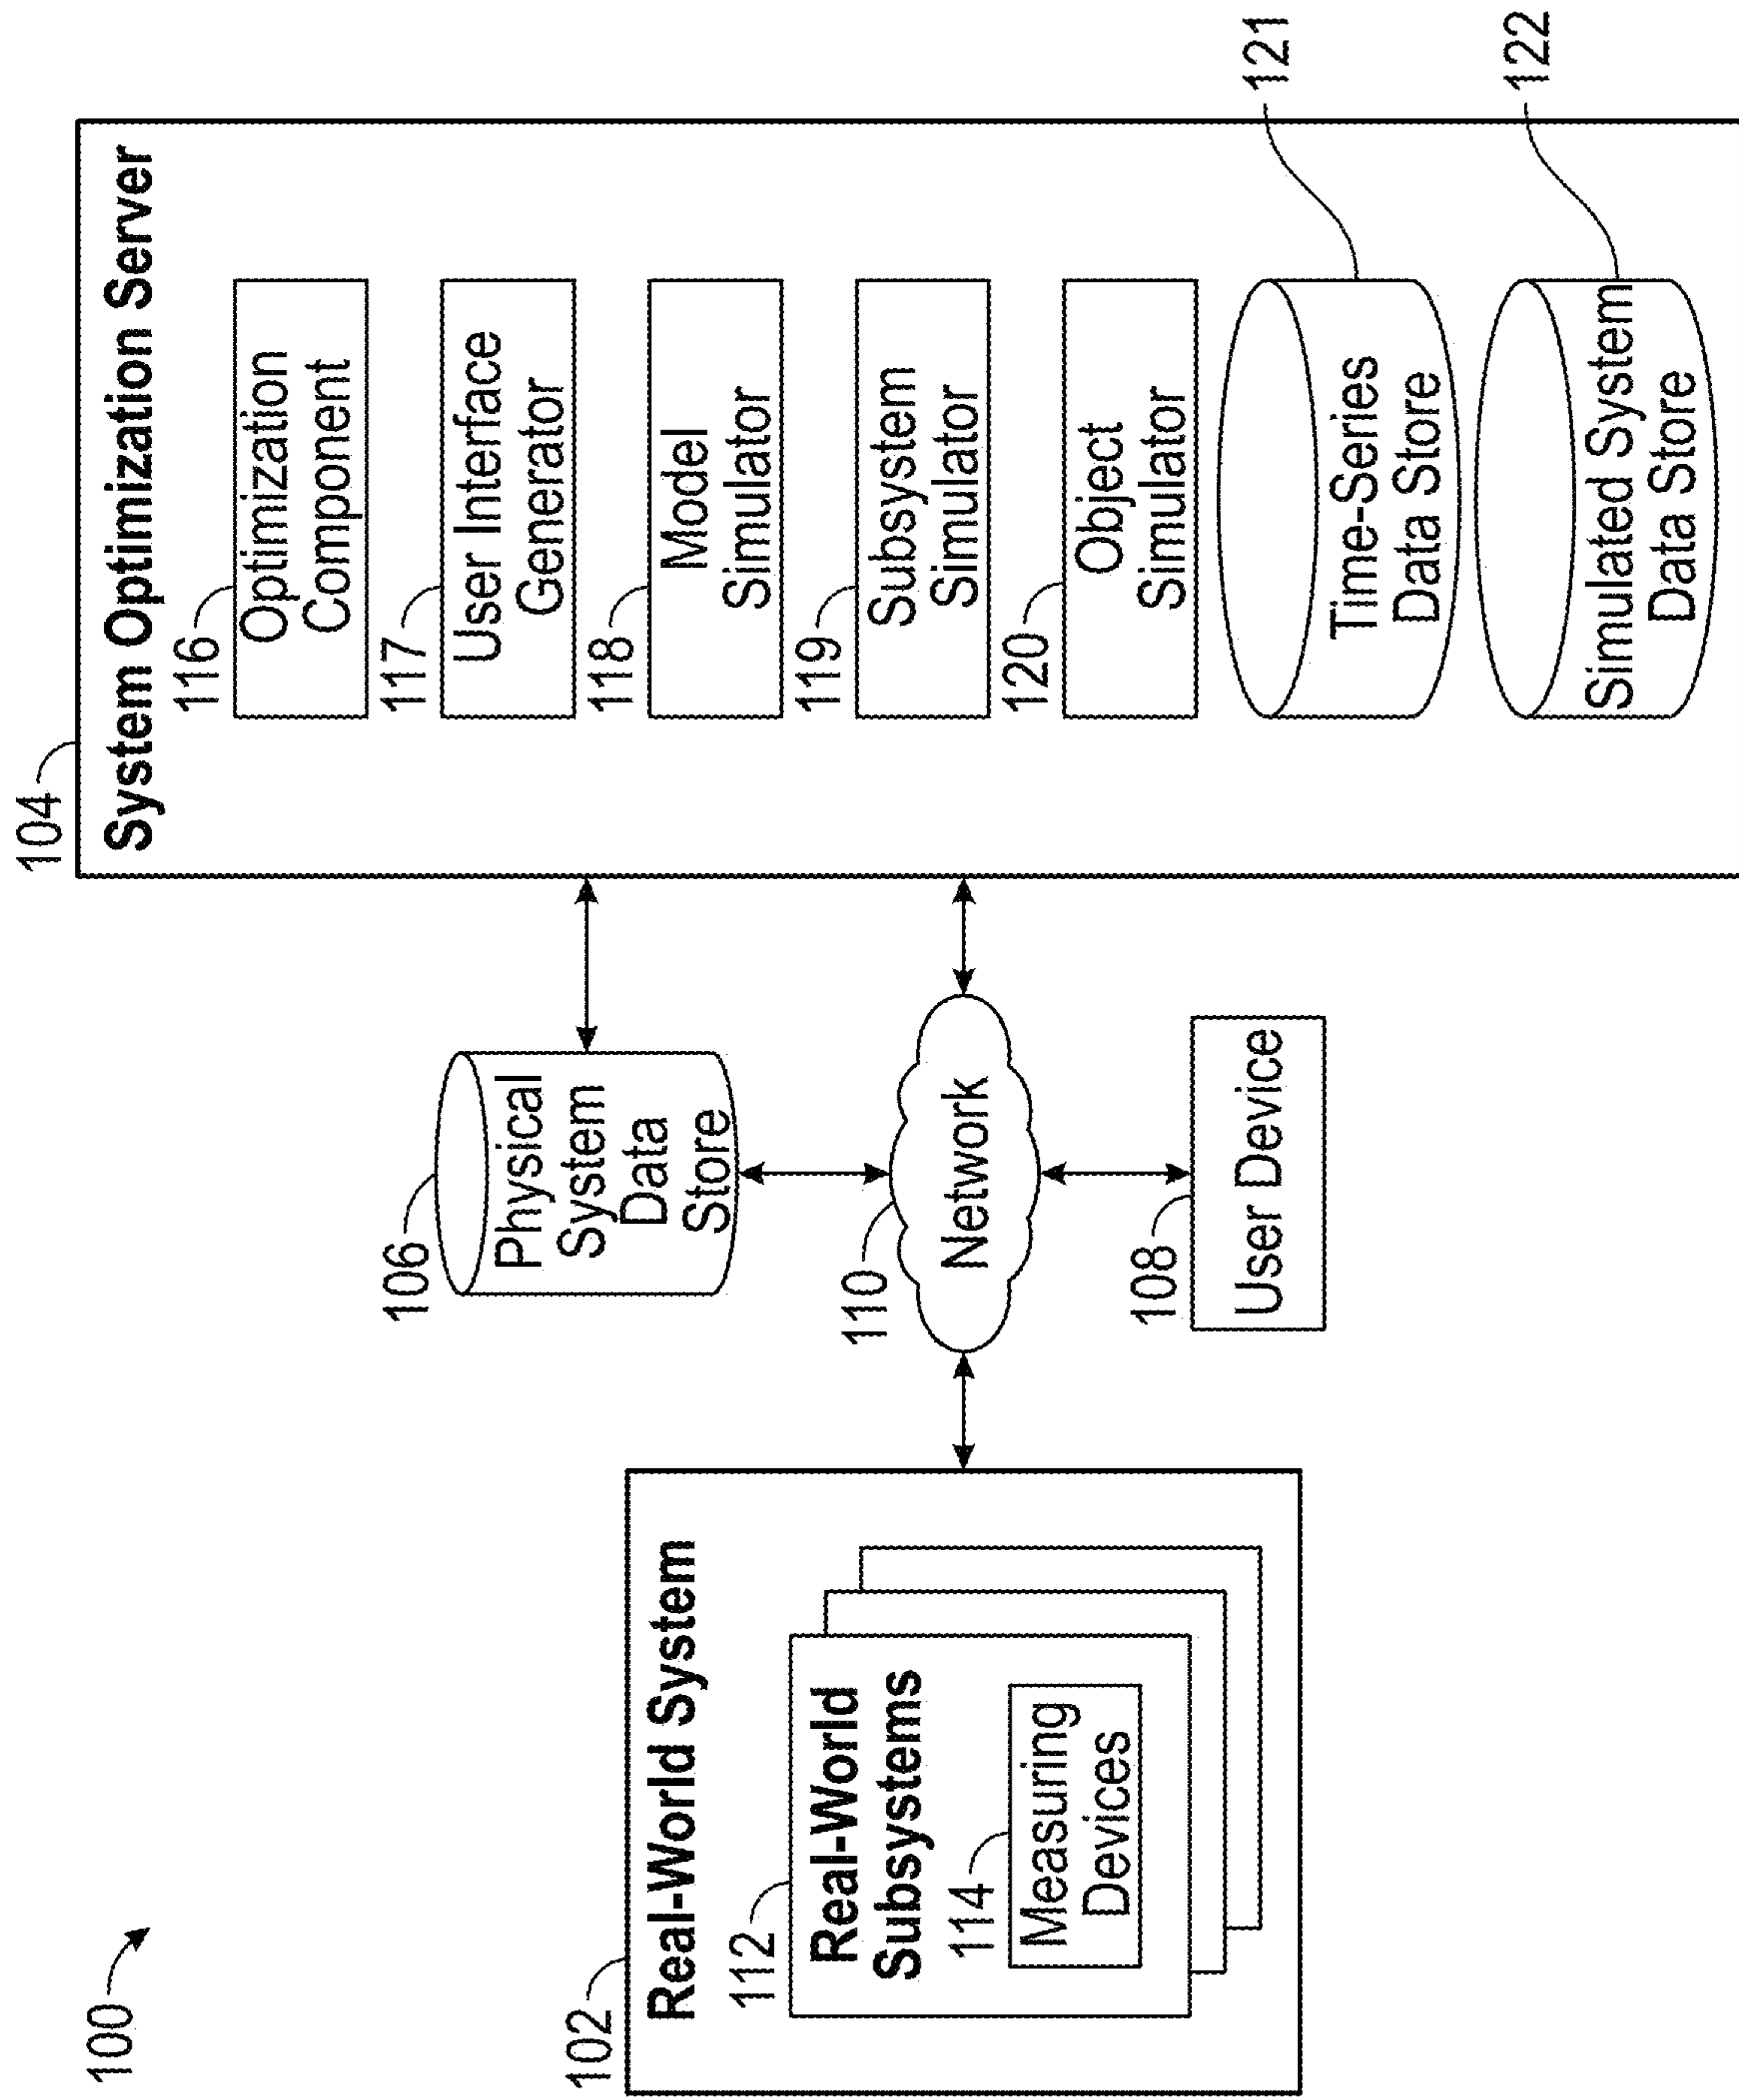 100
102
Real-World System
112
Real-World
Subsystems
114
Measuring
Devices
106
Physical
System
Data
Store
110
Network
108
User Device
104
System Optimization Server
116
Optimization
Component
117
User Interface
Generator
118
Model
Simulator
119
Subsystem
Simulator
120
Object
Simulator
Time-Series
Data Store
121
Simulated System
Data Store
122